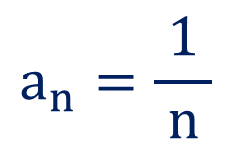 aₙ = 1/n